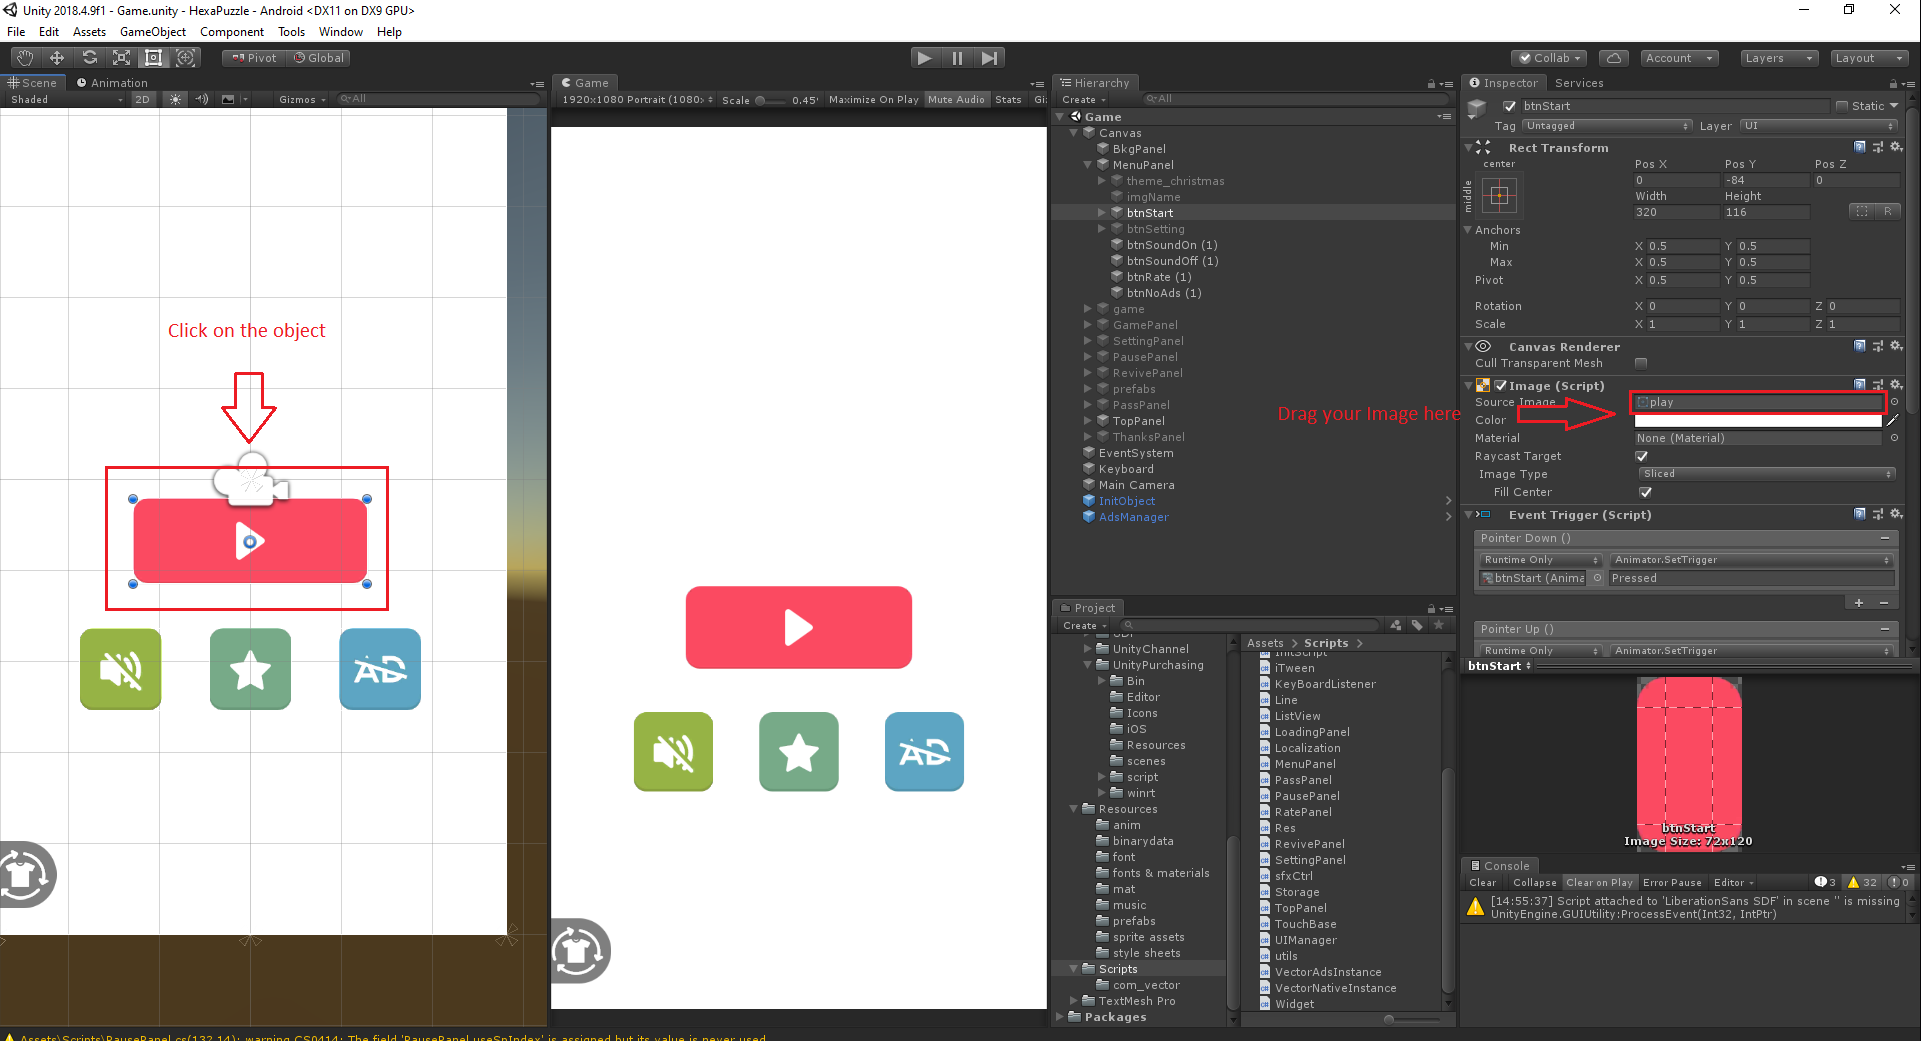 Unity 2018.4.9f1 - Game.unity - HexaPuzzle - Android <DX11 on DX9 GPU>
File Edit Assets GameObject Component Tools Window Help
Pivot Global
Collab Account Layers Layout
Scene Animation
Shaded 2D Gizmos All
Click on the object
Game
1920x1080 Portrait (1080x Scale 0.45 Maximize On Play Mute Audio Stats Gi
AD
AD
Hierarchy
Create All
Game
Canvas
BkgPanel
MenuPanel
theme_christmas
imgName
btnStart
btnSetting
btnSoundOn (1)
btnSoundOff (1)
btnRate (1)
btnNoAds (1)
game
GamePanel
SettingPanel
PausePanel
RevivePanel
prefabs
PassPanel
TopPanel
ThanksPanel
EventSystem
Keyboard
Main Camera
InitObject
AdsManager
Drag your Image here
Project
Create
UnityChannel
UnityPurchasing
Bin
Editor
Icons
iOS
Resources
scenes
script
winrt
Resources
anim
binarydata
font
fonts & materials
mat
music
prefabs
sprite assets
style sheets
Scripts
com_vector
TextMesh Pro
Packages
Assets > Scripts >
InitScript
iTween
KeyBoardListener
Line
ListView
LoadingPanel
Localization
MenuPanel
PassPanel
PausePanel
RatePanel
Res
RevivePanel
SettingPanel
sfxCtrl
Storage
TopPanel
TouchBase
UIManager
utils
VectorAdsInstance
VectorNativeInstance
Widget
Inspector Services
btnStart Static
Tag Untagged Layer UI
Rect Transform
center
middle
Pos X Pos Y Pos Z
0 -84 0
Width Height
320 116
R
Anchors
Min X 0.5 Y 0.5
Max X 0.5 Y 0.5
Pivot X 0.5 Y 0.5
Rotation X 0 Y 0 Z 0
Scale X 1 Y 1 Z 1
Canvas Renderer
Cull Transparent Mesh
Image (Script)
Source Image play
Color
Material None (Material)
Raycast Target
Image Type Sliced
Fill Center
Event Trigger (Script)
Pointer Down ()
Runtime Only Animator.SetTrigger
btnStart (Anima Pressed
Pointer Up ()
Runtime Only Animator.SetTrigger
btnStart
btnStart
Image Size: 72x120
Console
Clear Collapse Clear on Play Error Pause Editor 3 32 0
[14:55:37] Script attached to 'LiberationSans SDF' in scene '' is missing
UnityEngine.GUIUtility:ProcessEvent(Int32, IntPtr)
Assets\Scripts\PausePanel.cs(132,14): warning CS0414: The field 'PausePanel.useSpIndex' is assigned but its value is never used